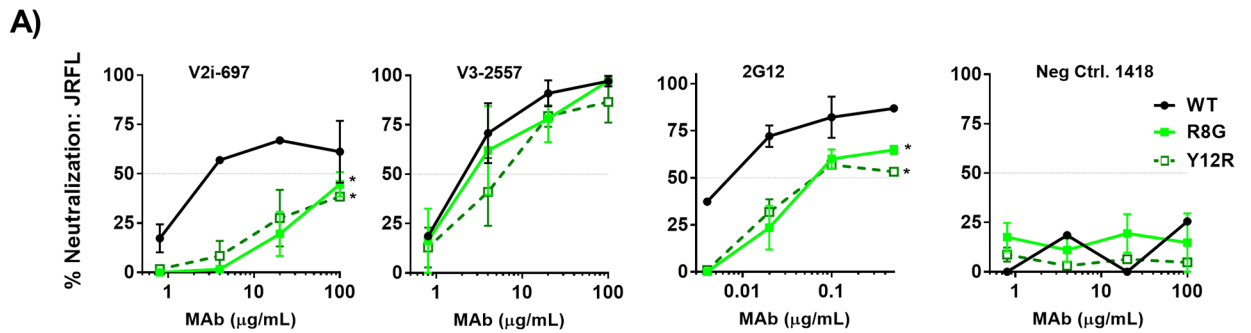 A)
% Neutralization: JRFL
V2i-697
100
75
50
25
0
1
10
100
MAb (µg/mL)
*
*
V3-2557
100
75
50
25
0
1
10
100
MAb (µg/mL)
2G12
100
75
50
25
0
0.01
0.1
MAb (µg/mL)
*
*
Neg Ctrl. 1418
100
75
50
25
0
1
10
100
MAb (µg/mL)
WT
R8G
Y12R